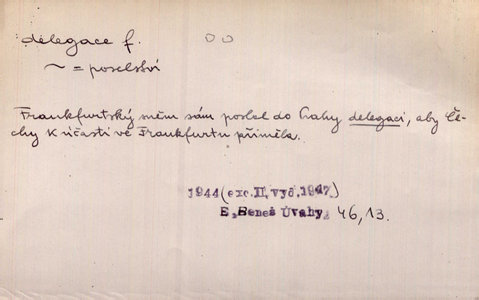 delegace f.
~ = poselství
Frankfurtský sněm sám poslal do Prahy delegaci, aby Če-
chy k účasti ve Frankfurtu přiměla.
1944(exc.II.vyd.1947)
E.Beneš Úvahy, 46,13.